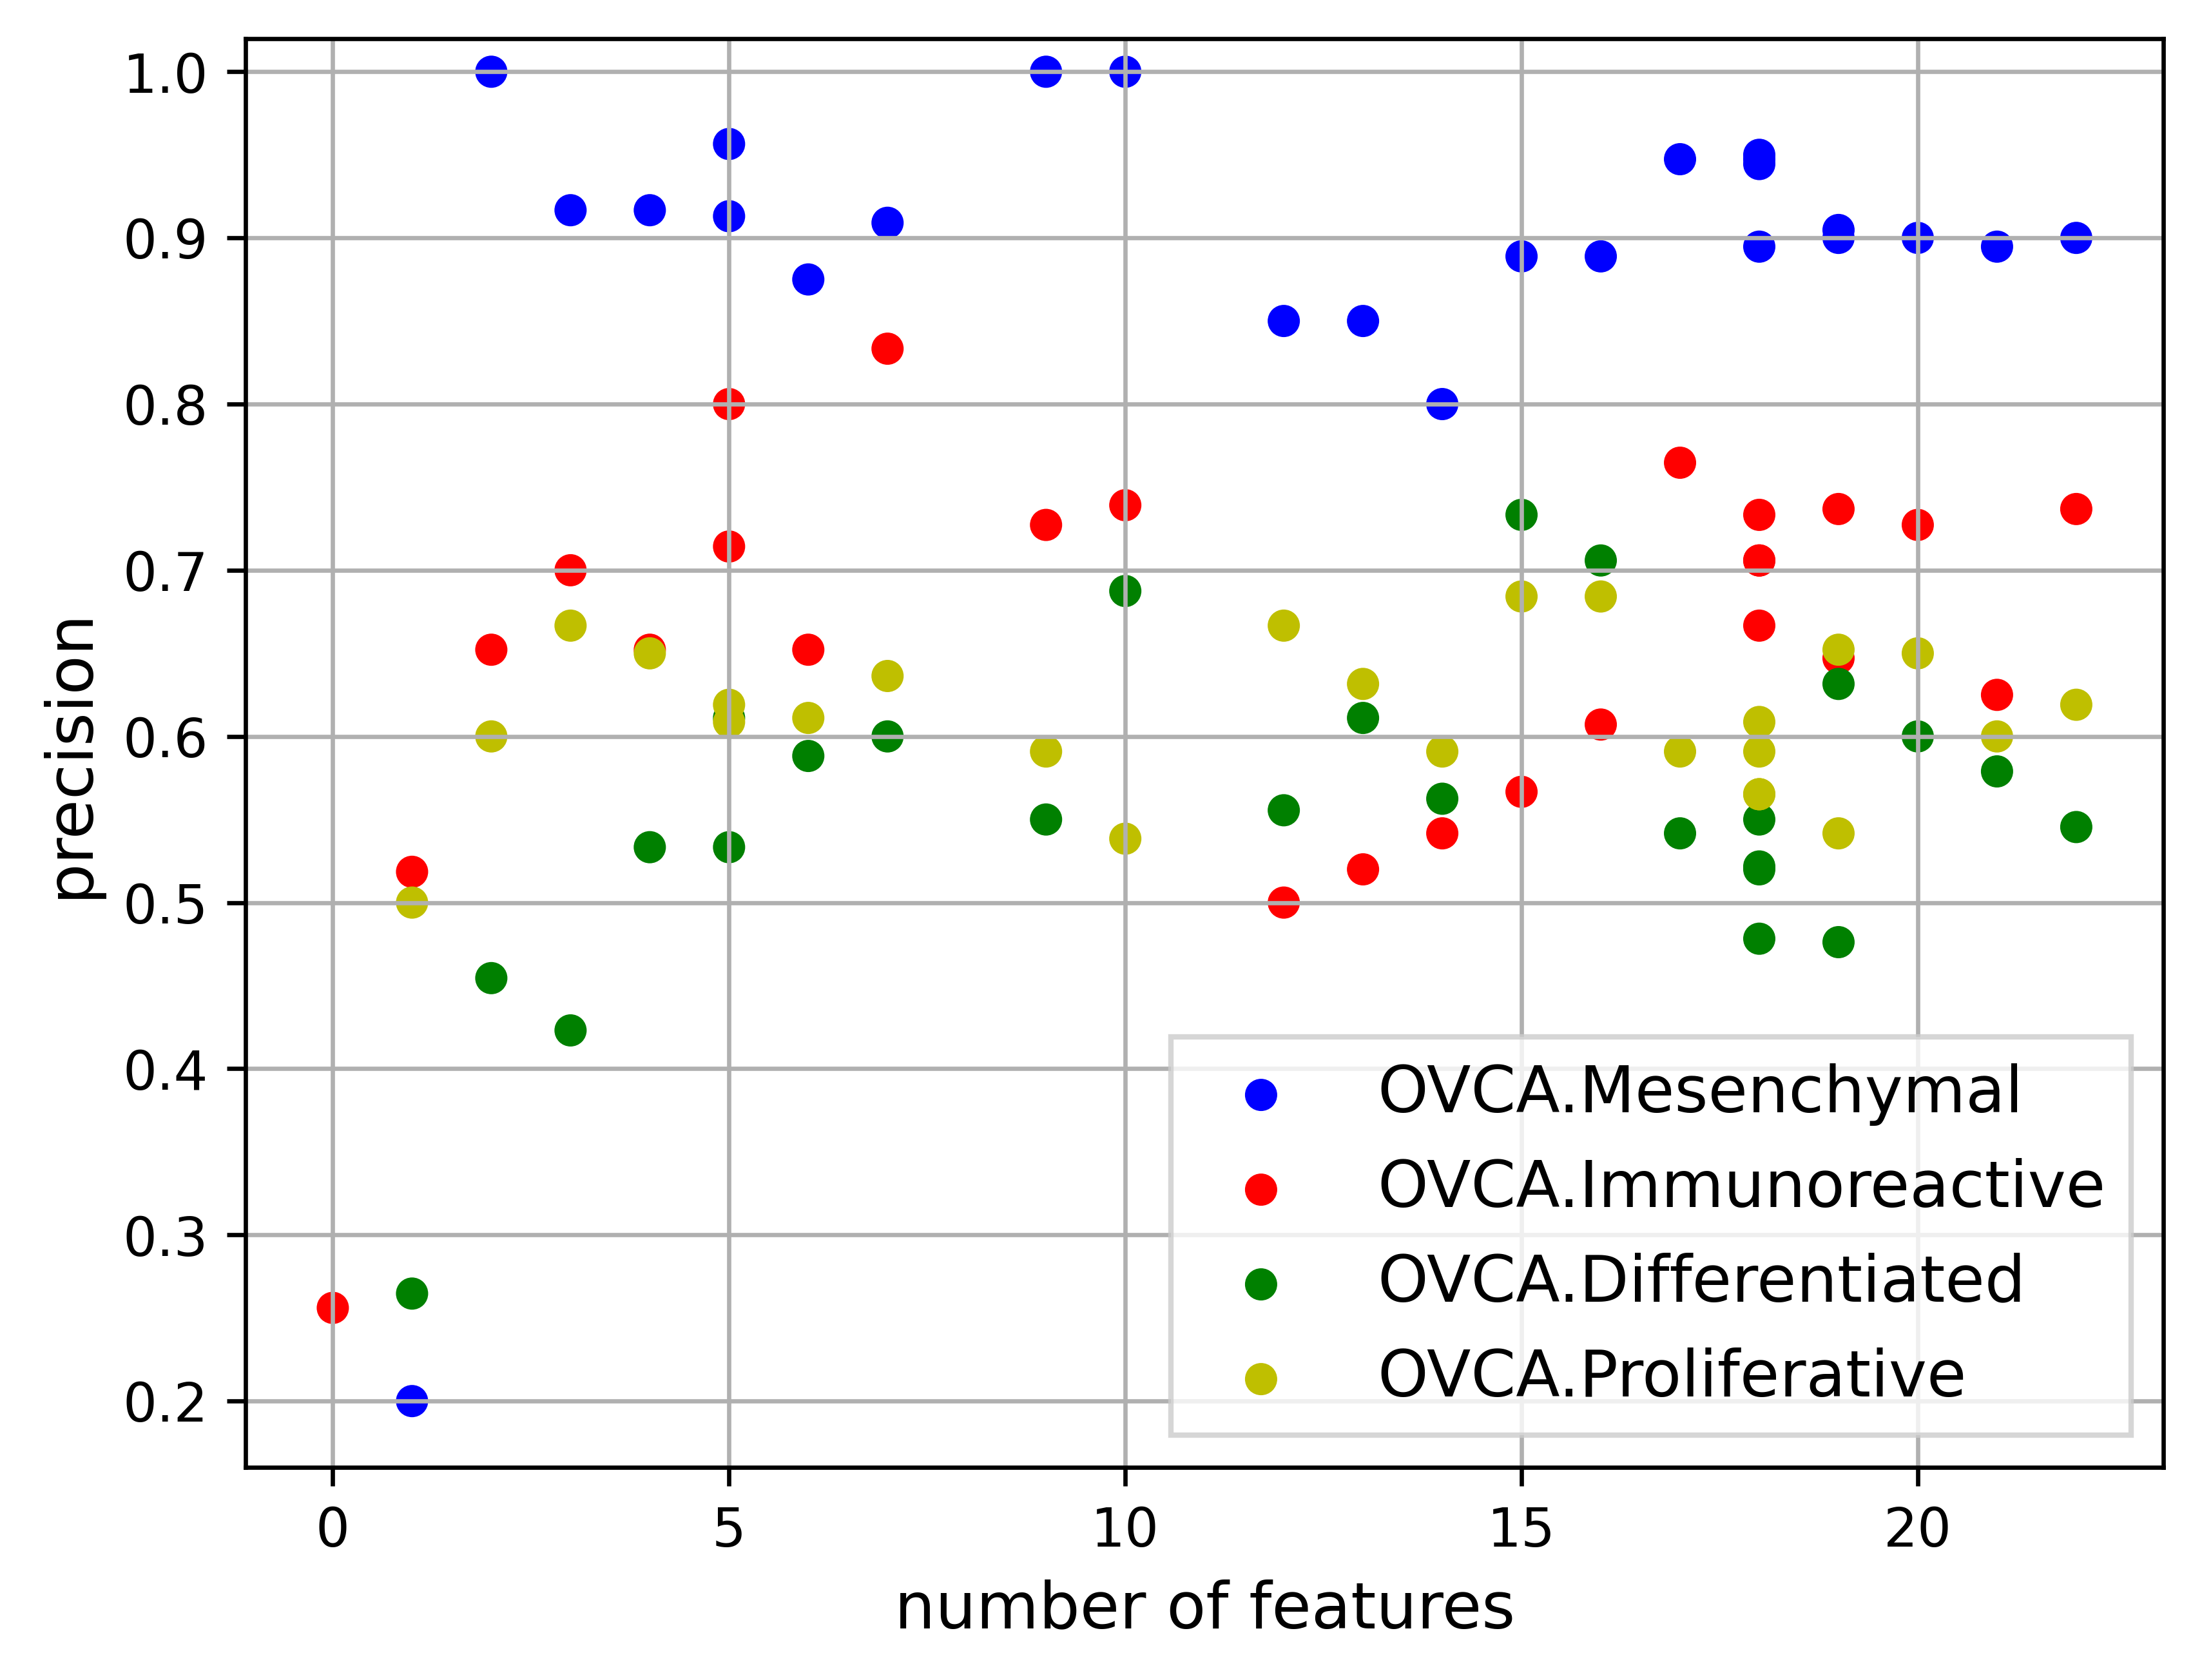 1.0
0.9
0.8
0.7
0.6
0.5
0.4
0.3
0.2
precision
OVCA.Mesenchymal
OVCA.Immunoreactive
OVCA.Differentiated
OVCA.Proliferative
0 5 10 15 20
number of features